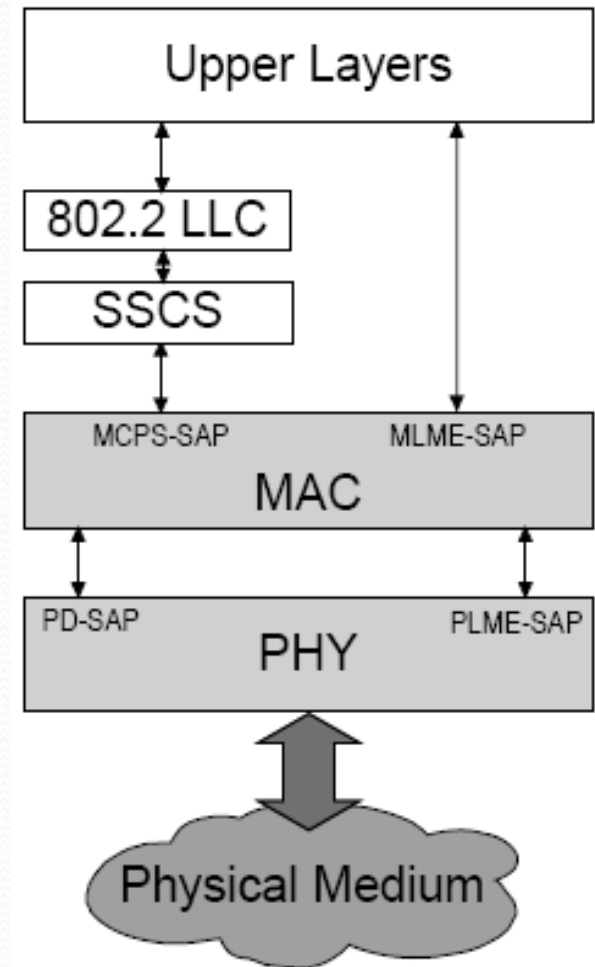 Upper Layers
802.2 LLC
SSCS
MCPS-SAP MLME-SAP
MAC
PD-SAP PLME-SAP
PHY
Physical Medium